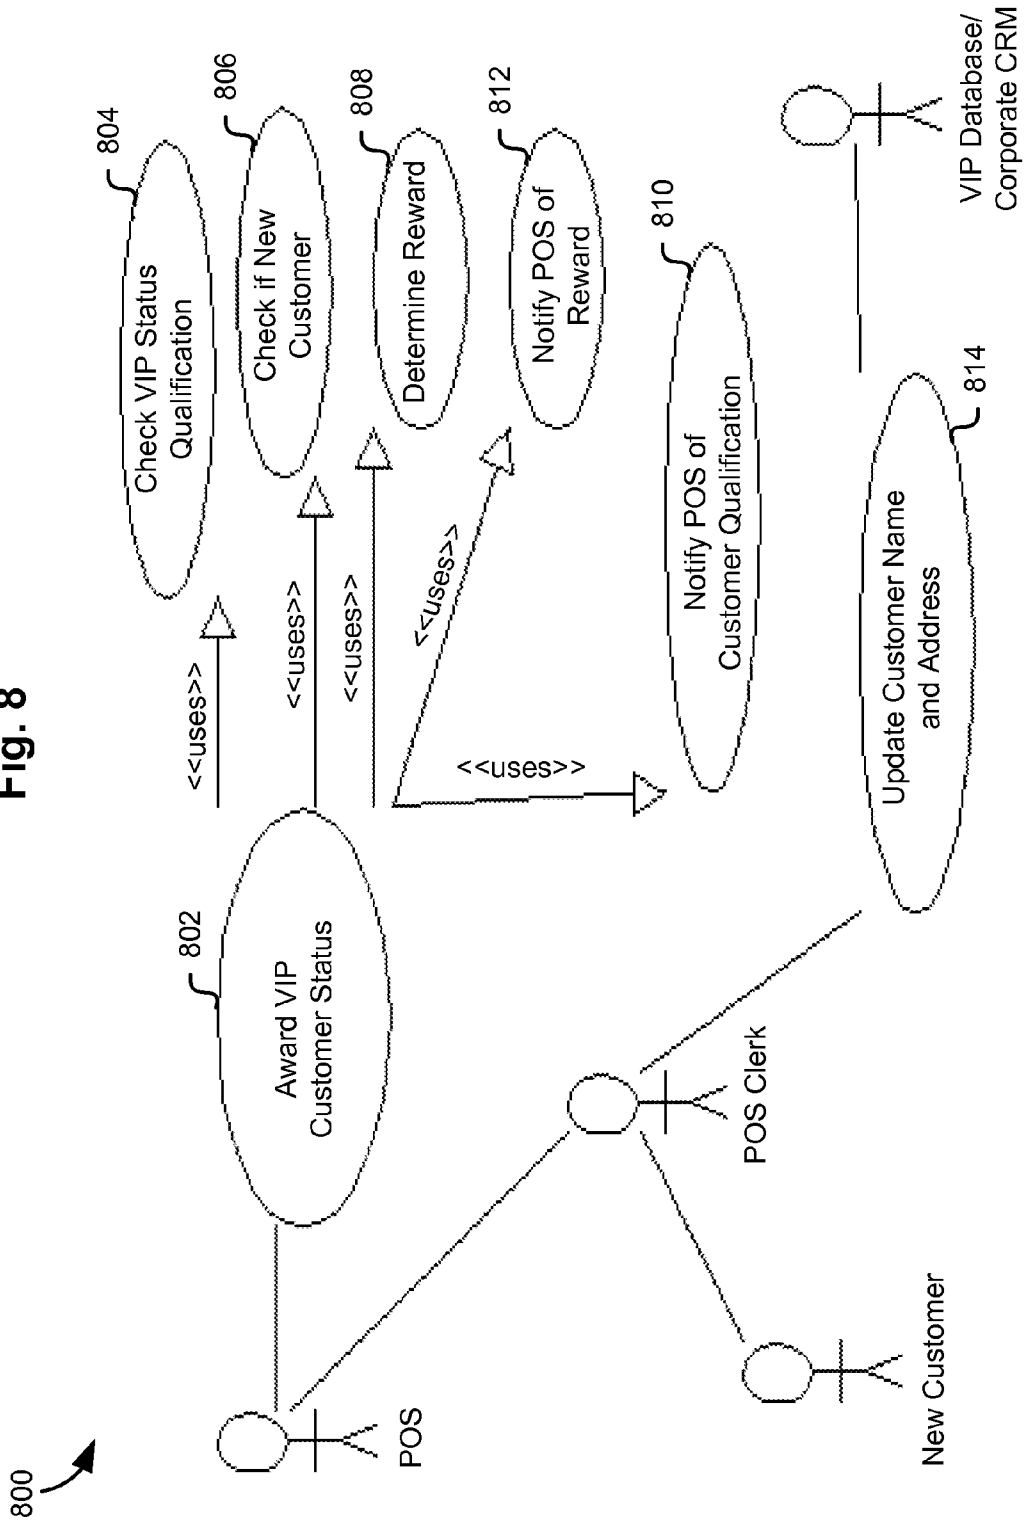 Fig. 8
800
802
Award VIP
Customer Status
<<uses>>
804
Check VIP Status
Qualification
<<uses>>
806
Check if New
Customer
<<uses>>
808
Determine Reward
<<uses>>
812
Notify POS of
Reward
<<uses>>
810
Notify POS of
Customer Qualification
POS
POS Clerk
New Customer
814
Update Customer Name
and Address
VIP Database/
Corporate CRM